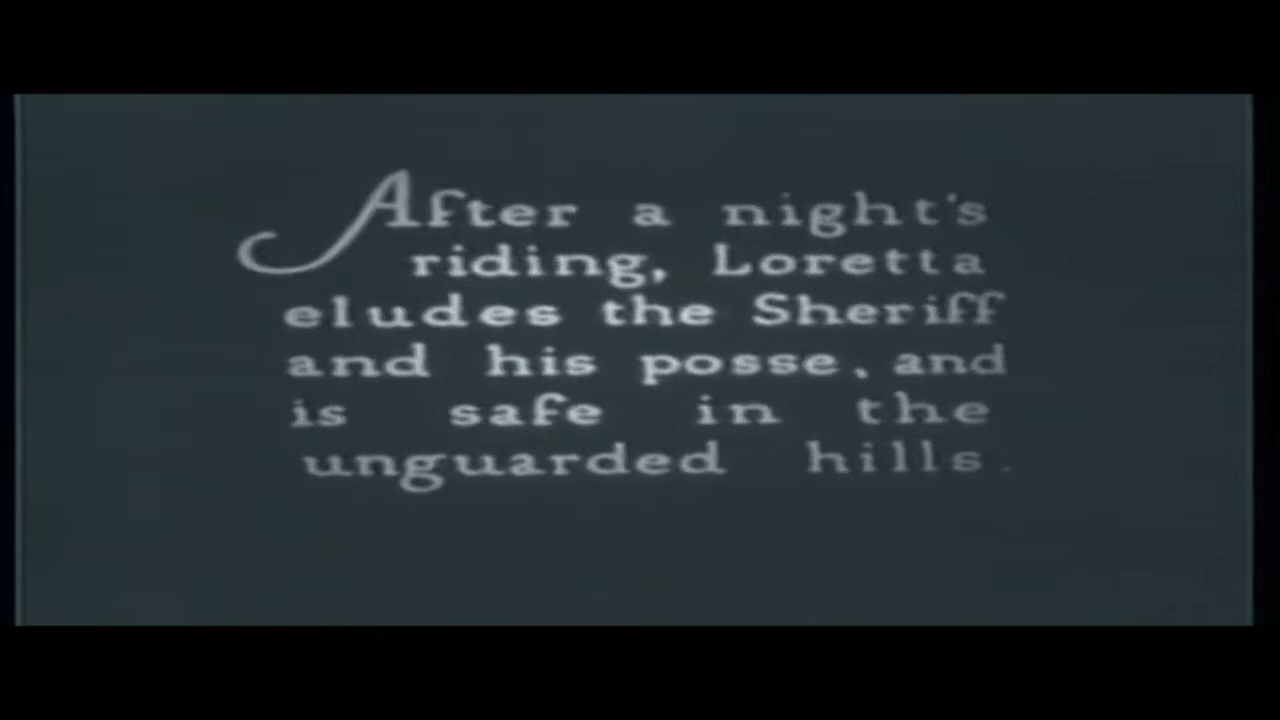 After a night's
riding, Loretta
eludes the Sheriff
and his posse, and
is safe in the
unguarded hills.